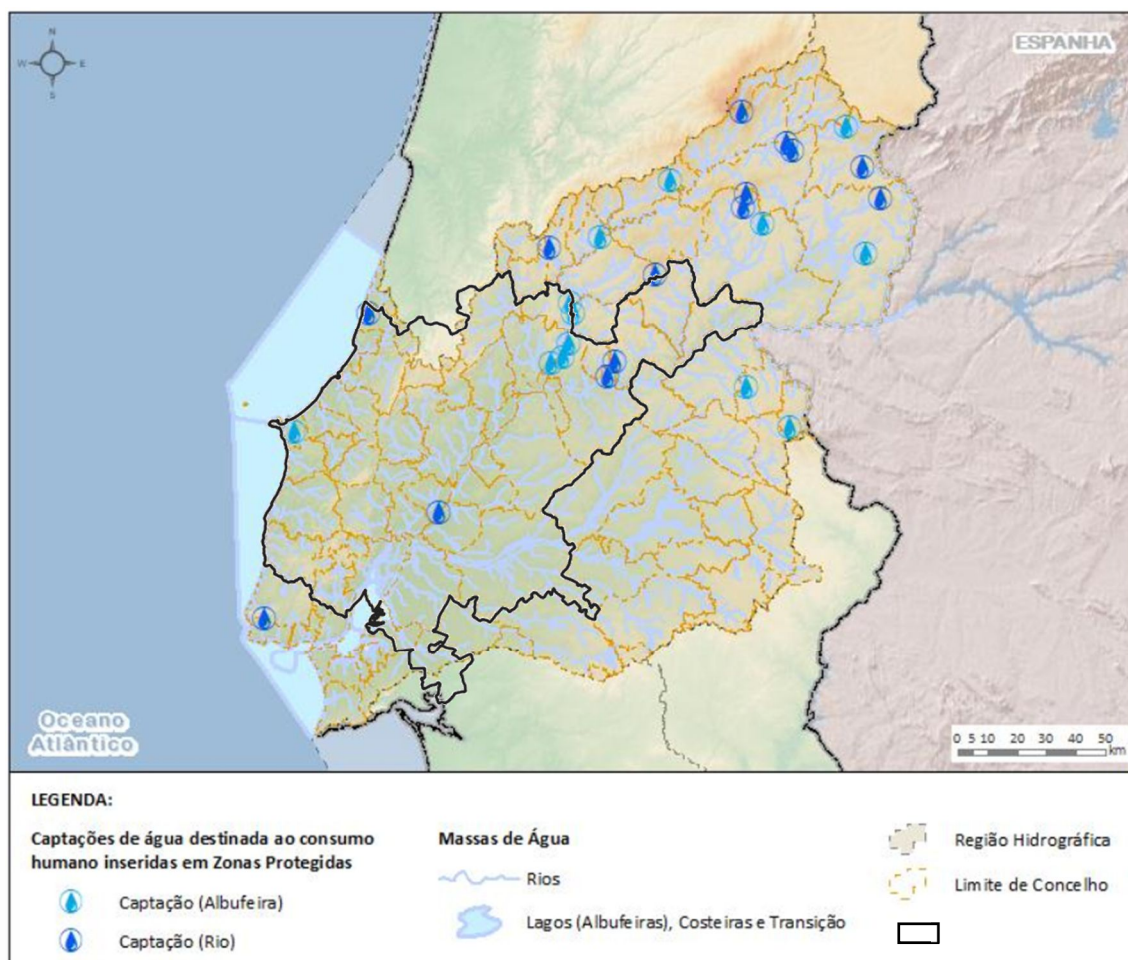 N
W E
S
ESPANHA
Oceano
Atlântico
0 5 10 20 30 40 50
km
LEGENDA:
Captações de água destinada ao consumo
humano inseridas em Zonas Protegidas
Captação (Albufeira)
Captação (Rio)
Massas de Água
Rios
Lagos (Albufeiras), Costeiras e Transição
Região Hidrográfica
Limite de Concelho